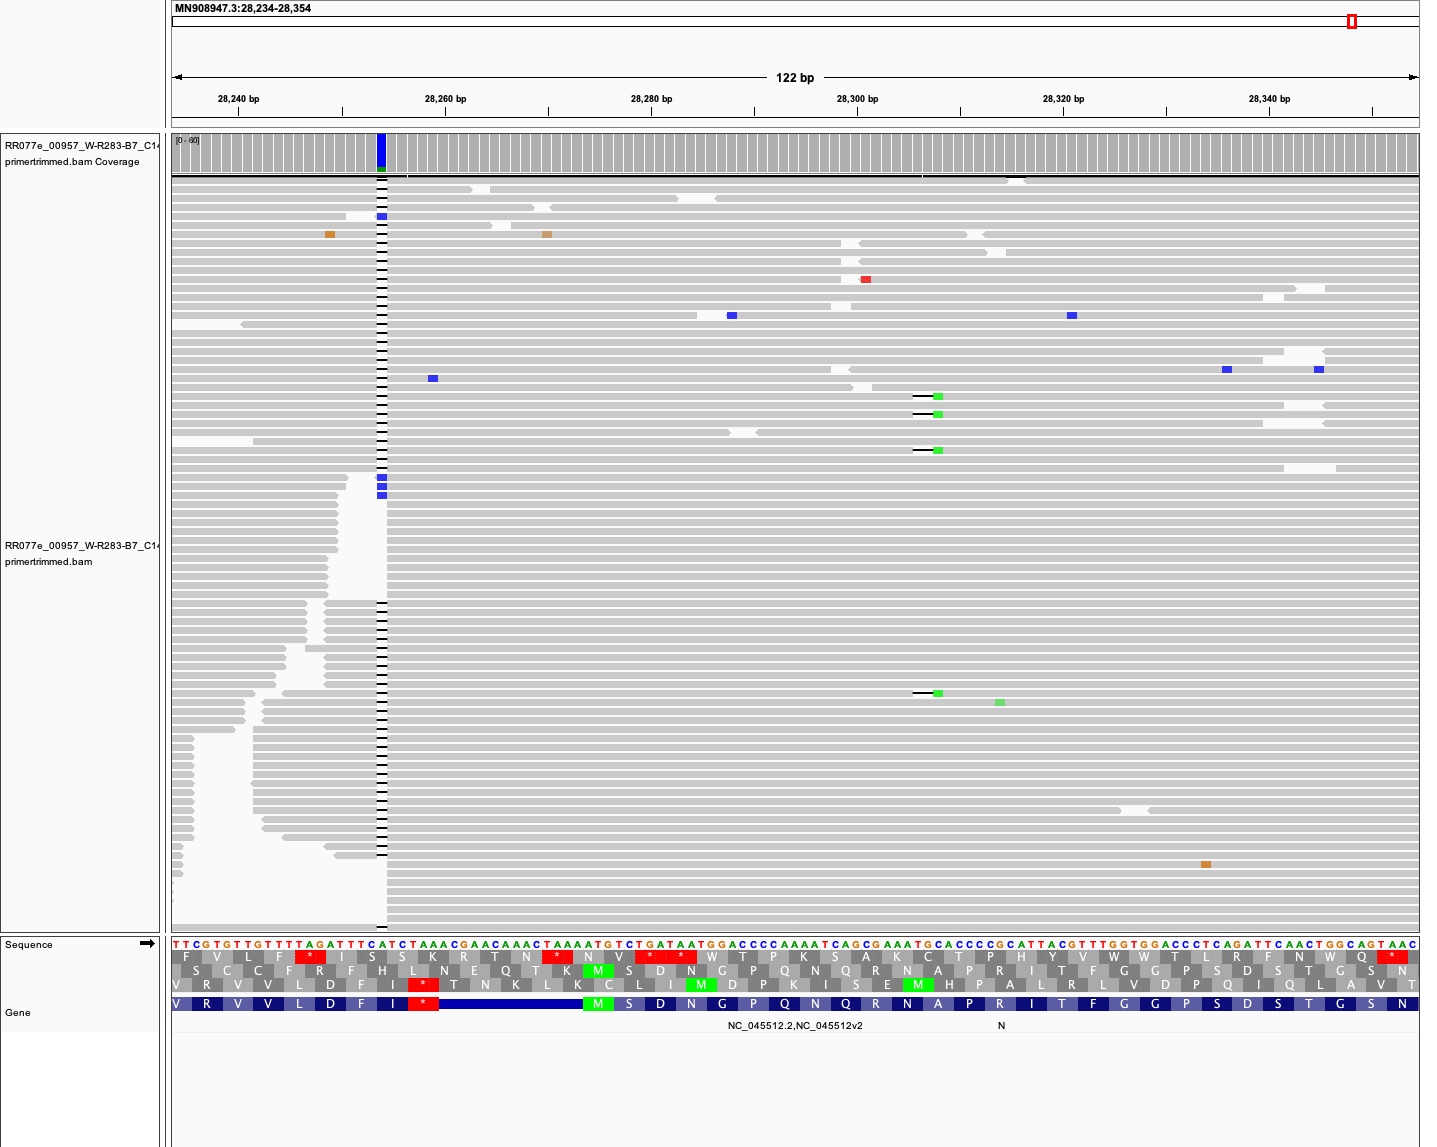 MN908947.3:28,234-28,354
122 bp
28,240 bp 28,260 bp 28,280 bp 28,300 bp 28,320 bp 28,340 bp
RR077e_00957_W-R283-B7_C14
primertrimmed.bam Coverage
[0 - 60]
RR077e_00957_W-R283-B7_C14
primertrimmed.bam
Sequence
TTCGTGTTGTTTTAGATTTCATCTAAACGAACAAACTAAAATGTCTGATAATGGACCCCAAAATCAGCGAAATGCACCCCGCATTACGTTTGGTGGACCCTCAGATTCAACTGGCAGTAAC
F V L F * I S S K R T N * N V * * W T P K S A K C T P H Y V W W T L R F N W Q *
S C C F R F H L N E Q T K M S D N G P Q N Q R N A P R I T F G G P S D S T G S N
V R V V L D F I * T N K L K C L I M D P K I S E M H P A L R L V D P Q I Q L A V T
Gene
V R V V L D F I * M S D N G P Q N Q R N A P R I T F G G P S D S T G S N
NC_045512.2,NC_045512v2 N